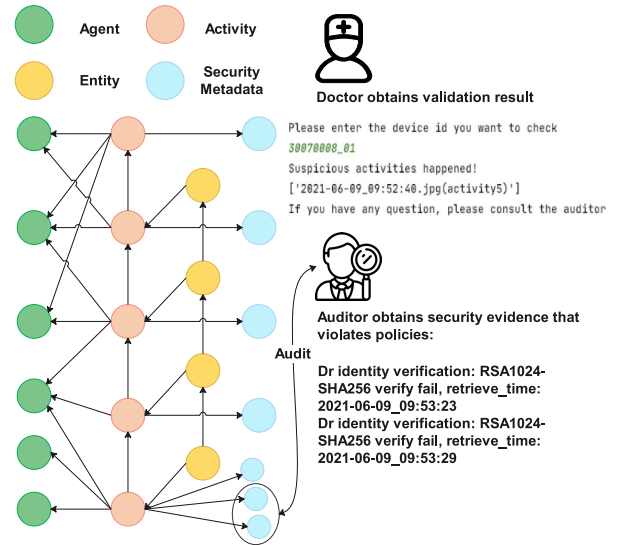 Agent
Activity
Entity
Security
Metadata
Doctor obtains validation result
Please enter the device id you want to check
30070008_01
Suspicious activities happened!
['2021-06-09_09:52:40.jpg(activity5)']
If you have any question, please consult the auditor
Audit
Auditor obtains security evidence that
violates policies:
Dr identity verification: RSA1024-
SHA256 verify fail, retrieve_time:
2021-06-09_09:53:23
Dr identity verification: RSA1024-
SHA256 verify fail, retrieve_time:
2021-06-09_09:53:29